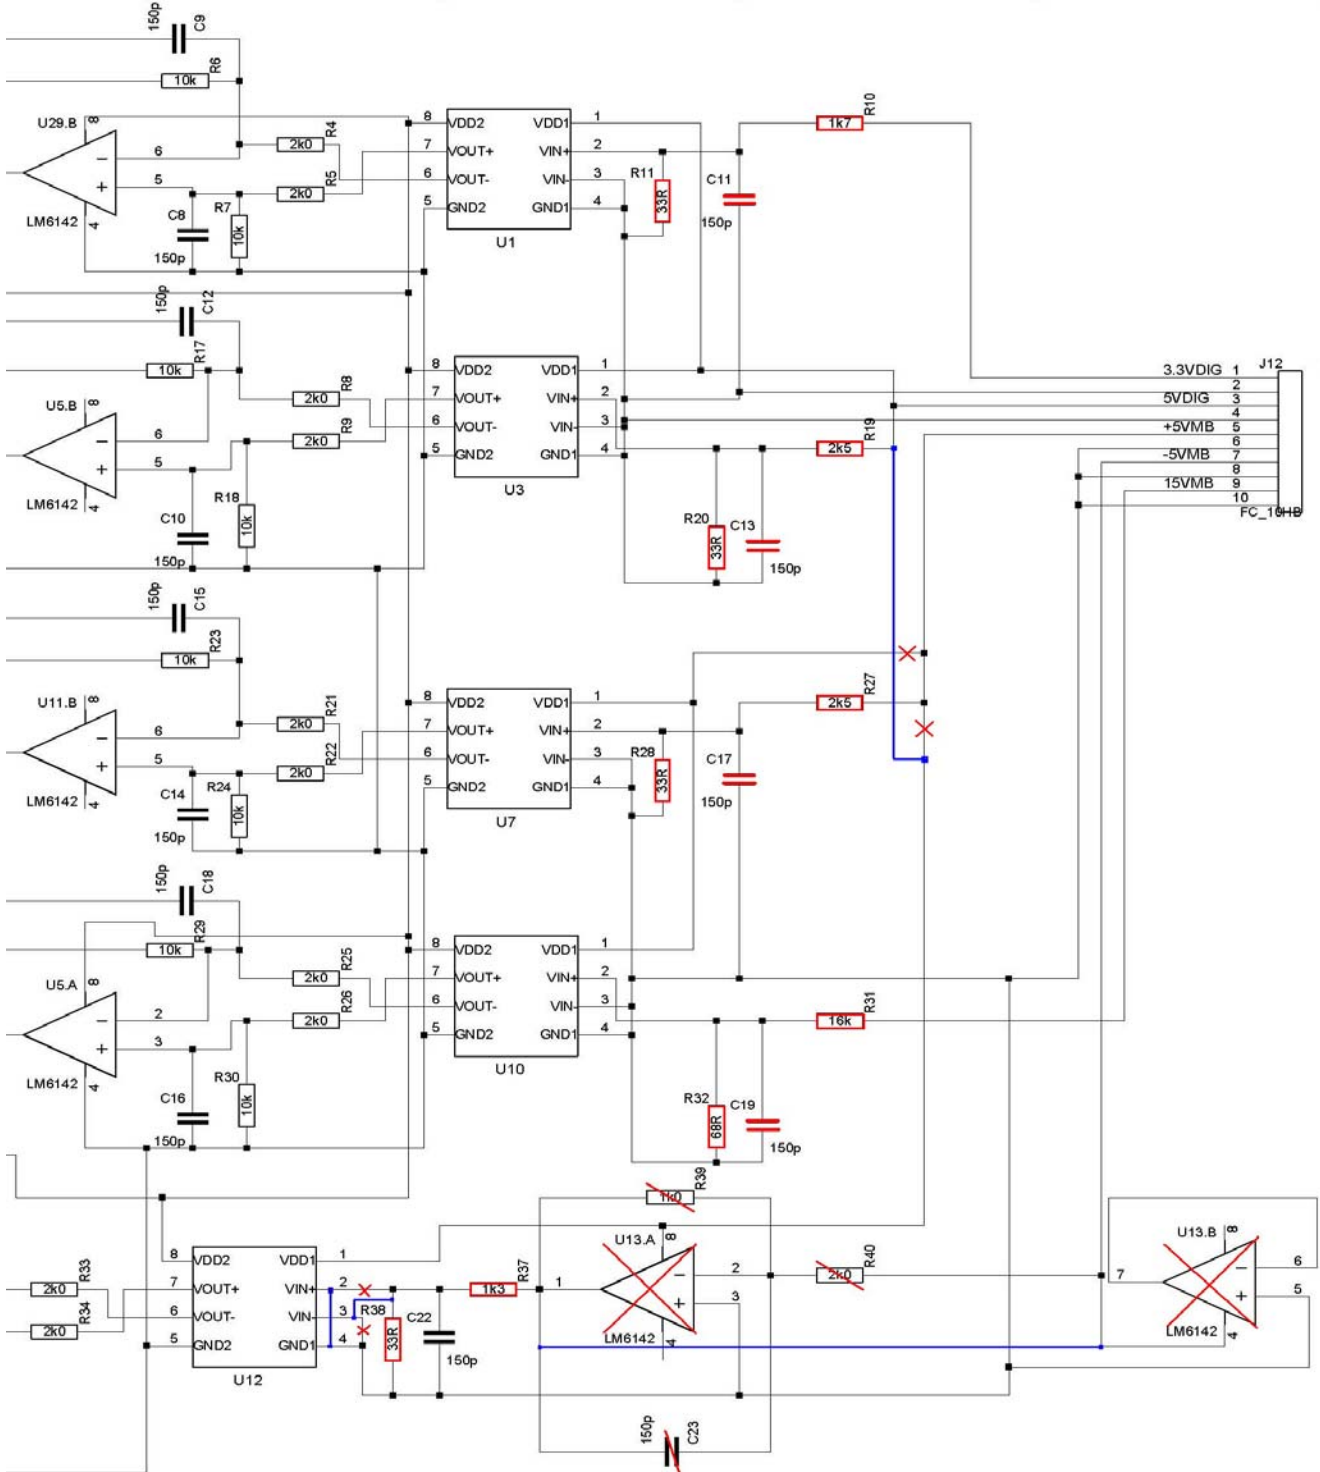 150p
C9
10k
R6
U29.B
8
6
5
4
LM6142
2k0
R4
2k0
R5
C8
150p
R7
10k
8 VDD2 VDD1 1
7 VOUT+ VIN+ 2
6 VOUT- VIN- 3
5 GND2 GND1 4
U1
R11
33R
C11
150p
1k7
R10
150p
C12
10k
R17
U5.B
8
6
5
4
LM6142
2k0
R8
2k0
R9
C10
150p
R18
10k
8 VDD2 VDD1 1
7 VOUT+ VIN+ 2
6 VOUT- VIN- 3
5 GND2 GND1 4
U3
2k5
R19
R20
33R
C13
150p
J12
3.3VDIG 1
2
5VDIG 3
4
+5VMB 5
6
-5VMB 7
8
15VMB 9
10
FC_10HB
150p
C15
10k
R23
U11.B
8
6
5
4
LM6142
2k0
R21
2k0
R22
C14
150p
R24
10k
8 VDD2 VDD1 1
7 VOUT+ VIN+ 2
6 VOUT- VIN- 3
5 GND2 GND1 4
U7
R28
33R
C17
150p
2k5
R27
150p
C18
10k
R29
U5.A
8
2
3
4
LM6142
2k0
R25
2k0
R26
C16
150p
R30
10k
8 VDD2 VDD1 1
7 VOUT+ VIN+ 2
6 VOUT- VIN- 3
5 GND2 GND1 4
U10
16k
R31
R32
68R
C19
150p
2k0
R33
2k0
R34
8 VDD2 VDD1 1
7 VOUT+ VIN+ 2
6 VOUT- VIN- 3
5 GND2 GND1 4
U12
R38
33R
C22
150p
1k3
R37
1k0
R39
U13.A
8
1
2
3
4
LM6142
2k0
R40
150p
C23
U13.B
8
7
6
5
4
LM6142